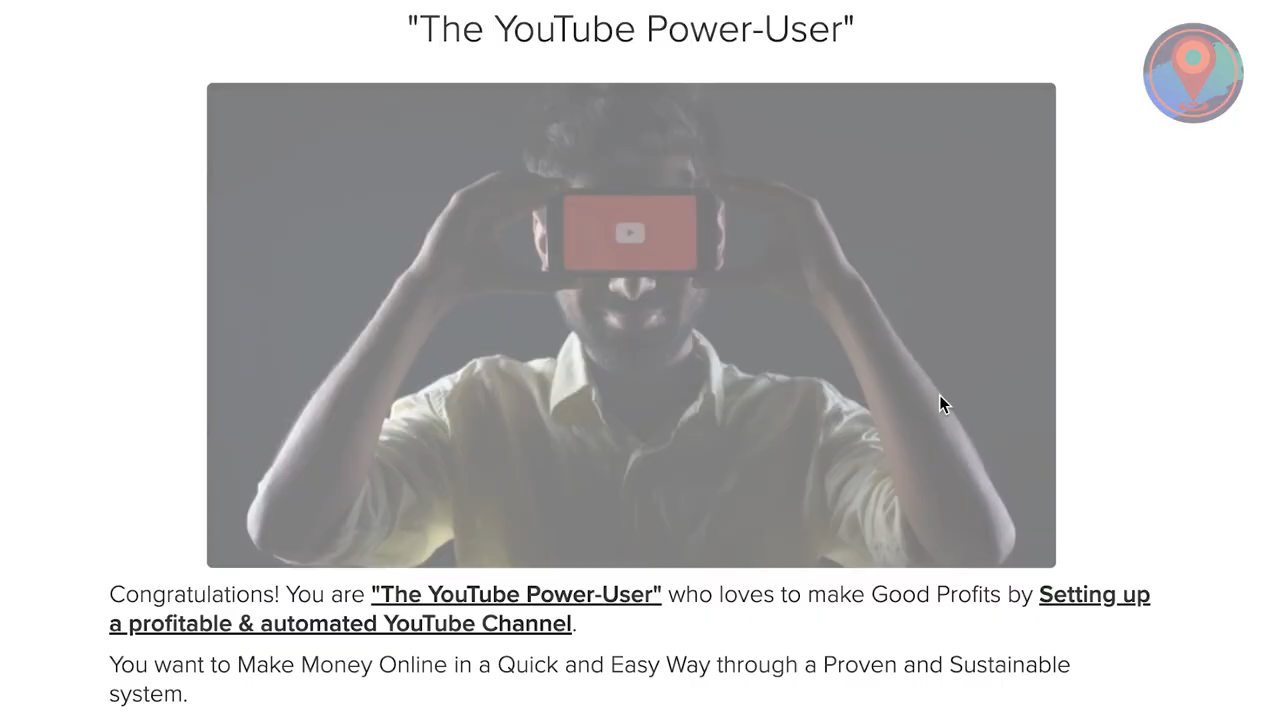 "The YouTube Power-User"
Congratulations! You are "The YouTube Power-User" who loves to make Good Profits by Setting up
a profitable & automated YouTube Channel.
You want to Make Money Online in a Quick and Easy Way through a Proven and Sustainable
system.